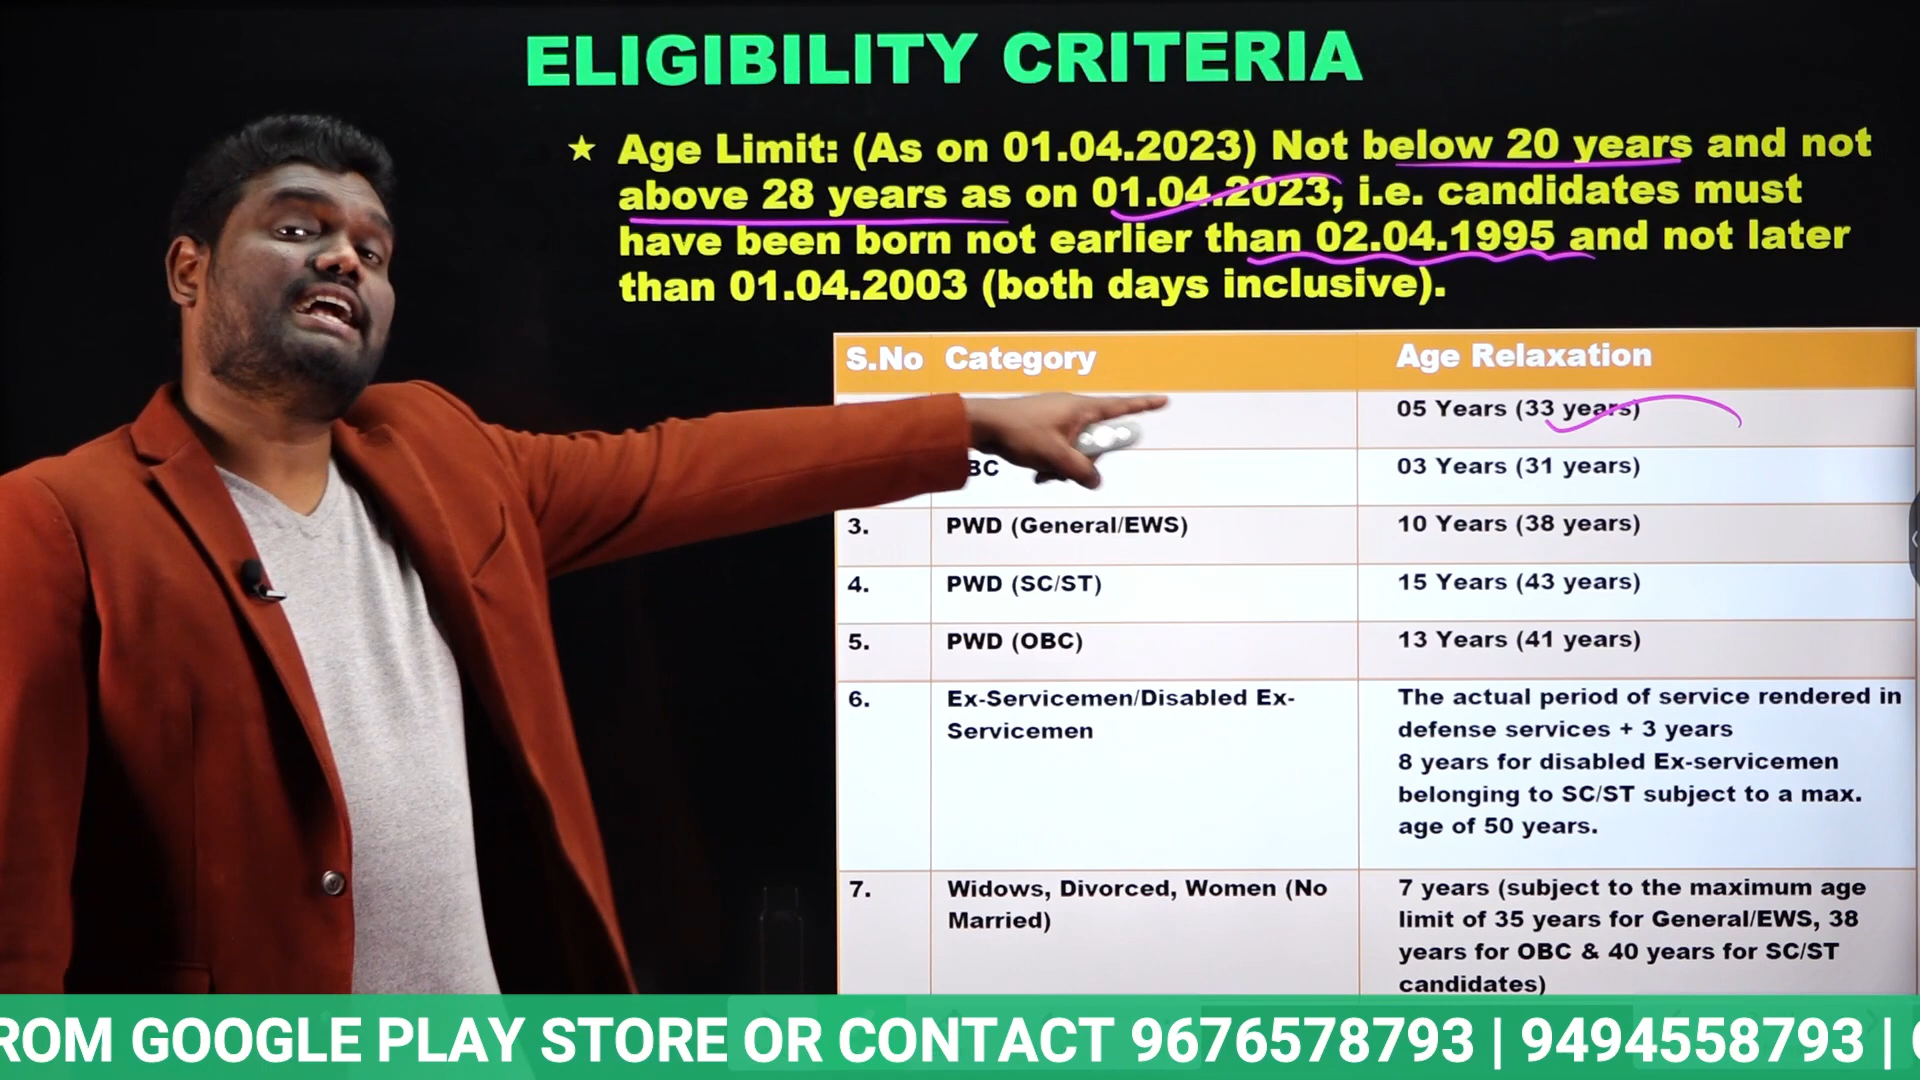 ELIGIBILITY CRITERIA
★ Age Limit: (As on 01.04.2023) Not below 20 years and not
above 28 years as on 01.04.2023, i.e. candidates must
have been born not earlier than 02.04.1995 and not later
than 01.04.2003 (both days inclusive).
S.No Category Age Relaxation
05 Years (33 years)
BC 03 Years (31 years)
3. PWD (General/EWS) 10 Years (38 years)
4. PWD (SC/ST) 15 Years (43 years)
5. PWD (OBC) 13 Years (41 years)
6. Ex-Servicemen/Disabled Ex- The actual period of service rendered in
Servicemen defense services + 3 years
8 years for disabled Ex-servicemen
belonging to SC/ST subject to a max.
age of 50 years.
7. Widows, Divorced, Women (No 7 years (subject to the maximum age
Married) limit of 35 years for General/EWS, 38
years for OBC & 40 years for SC/ST
candidates)
ROM GOOGLE PLAY STORE OR CONTACT 9676578793 | 9494558793 |